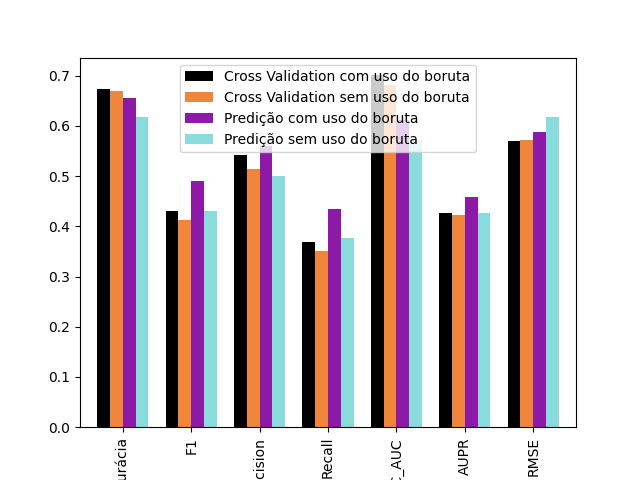 0.7
0.6
0.5
0.4
0.3
0.2
0.1
0.0
Cross Validation com uso do boruta
Cross Validation sem uso do boruta
Predição com uso do boruta
Predição sem uso do boruta
urácia
F1
cision
Recall
C_AUC
AUPR
RMSE